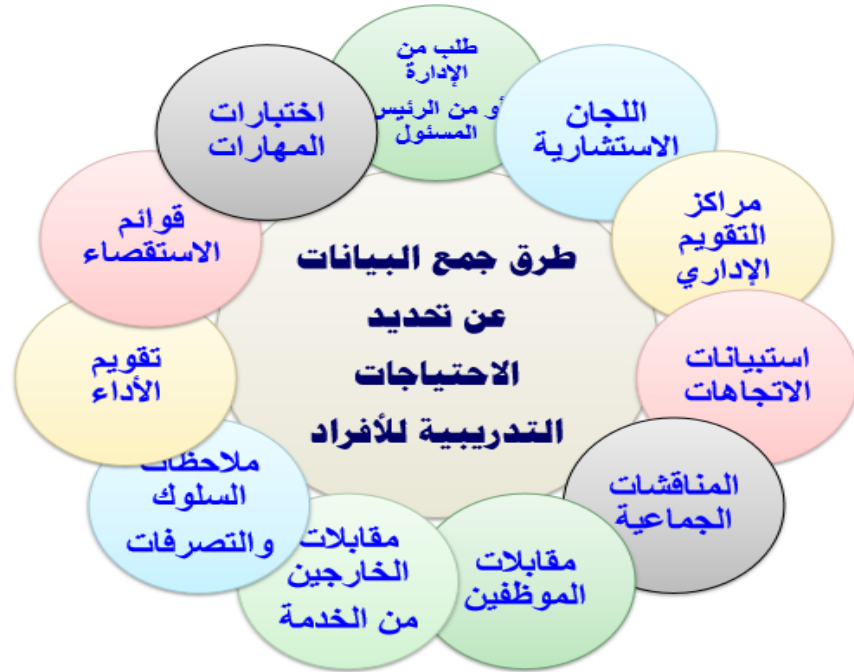 طلب من
الإدارة
أو من الرئيس
المسئول
اللجان
الاستشارية
مراكز
التقويم
الإداري
استبيانات
الاتجاهات
المناقشات
الجماعية
مقابلات
الموظفين
مقابلات
الخارجين
من الخدمة
ملاحظات
السلوك
والتصرفات
تقويم
الأداء
قوائم
الاستقصاء
اختبارات
المهارات
طرق جمع البيانات
عن تحديد
الاحتياجات
التدريبية للأفراد